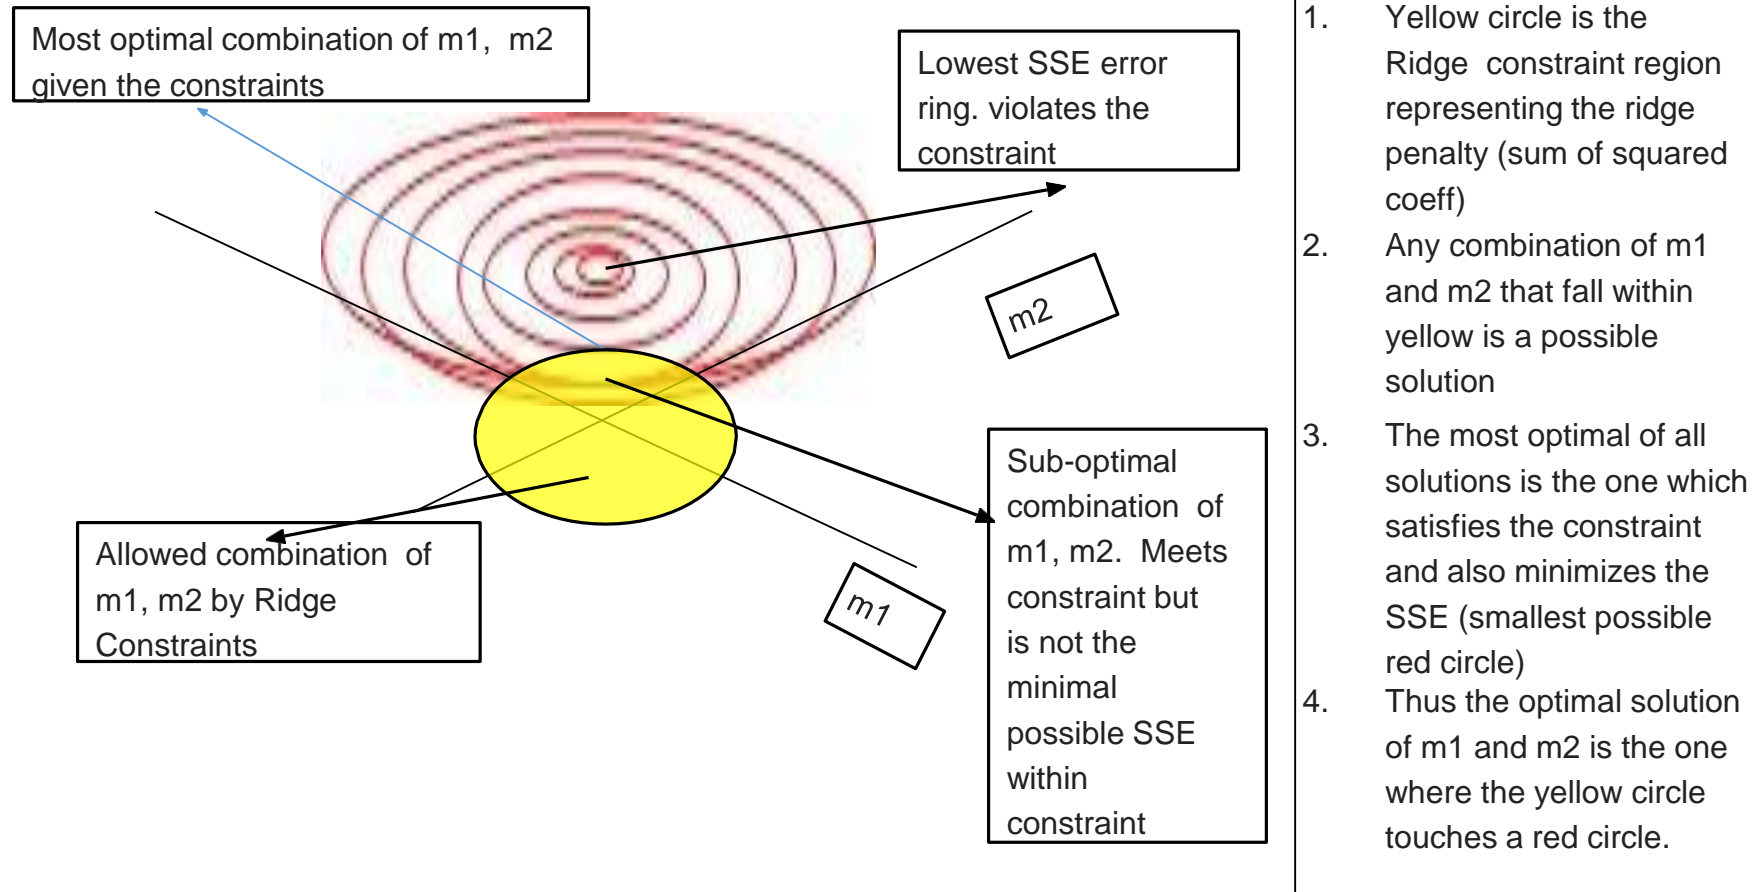 Most optimal combination of m1, m2
given the constraints
Lowest SSE error
ring. violates the
constraint
m2
Sub-optimal
combination of
m1, m2. Meets
constraint but
is not the
minimal
possible SSE
within
constraint
Allowed combination of
m1, m2 by Ridge
Constraints
m1
1. Yellow circle is the
Ridge constraint region
representing the ridge
penalty (sum of squared
coeff)
2. Any combination of m1
and m2 that fall within
yellow is a possible
solution
3. The most optimal of all
solutions is the one which
satisfies the constraint
and also minimizes the
SSE (smallest possible
red circle)
4. Thus the optimal solution
of m1 and m2 is the one
where the yellow circle
touches a red circle.